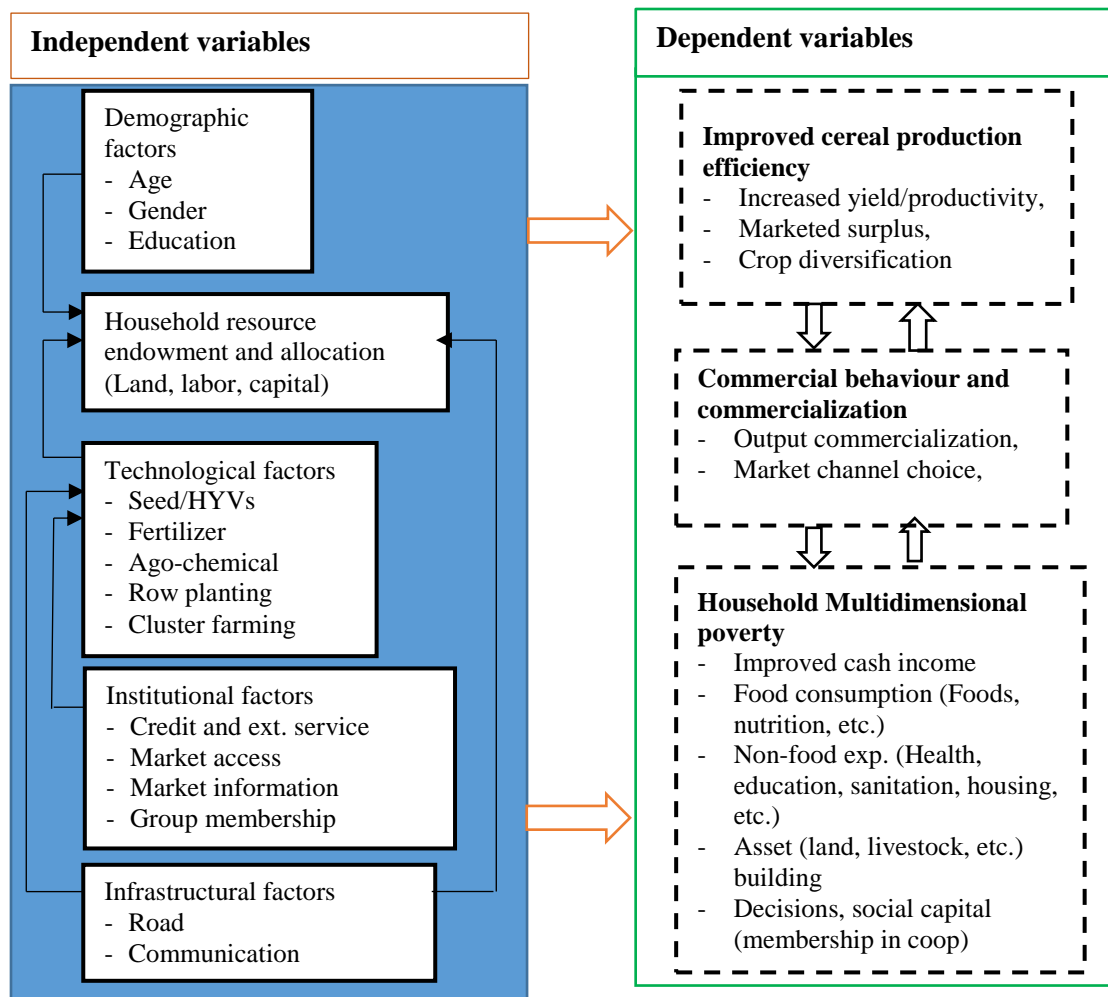 Independent variables
Demographic
factors
- Age
- Gender
- Education
Household resource
endowment and allocation
(Land, labor, capital)
Technological factors
- Seed/HYVs
- Fertilizer
- Ago-chemical
- Row planting
- Cluster farming
Institutional factors
- Credit and ext. service
- Market access
- Market information
- Group membership
Infrastructural factors
- Road
- Communication
Dependent variables
Improved cereal production
efficiency
- Increased yield/productivity,
- Marketed surplus,
- Crop diversification
Commercial behaviour and
commercialization
- Output commercialization,
- Market channel choice,
Household Multidimensional
poverty
- Improved cash income
- Food consumption (Foods,
nutrition, etc.)
- Non-food exp. (Health,
education, sanitation, housing,
etc.)
- Asset (land, livestock, etc.)
building
- Decisions, social capital
(membership in coop)